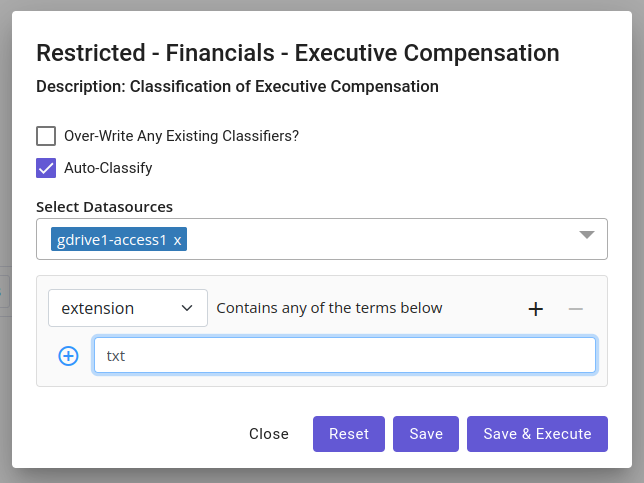 Restricted - Financials - Executive Compensation
Description: Classification of Executive Compensation
Over-Write Any Existing Classifiers?
Auto-Classify
Select Datasources
gdrive1-access1 x
extension Contains any of the terms below + −
txt
Close Reset Save Save & Execute